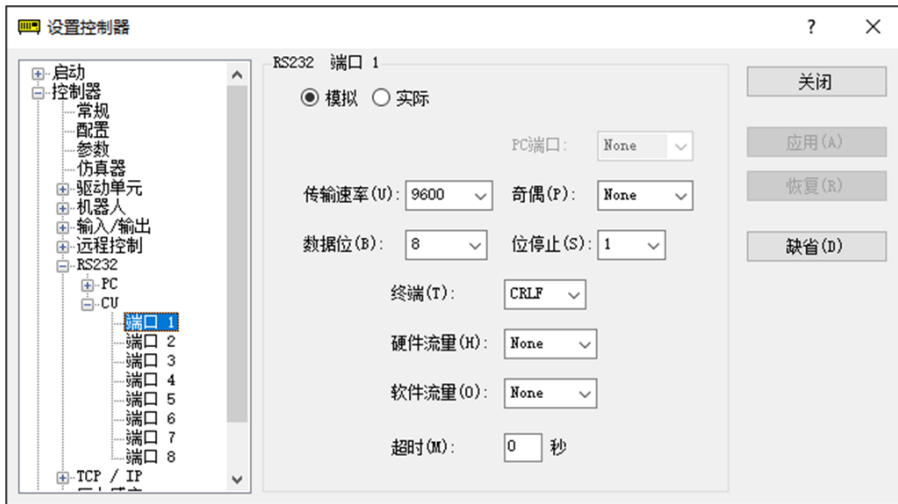 设置控制器
?
启动
控制器
常规
配置
参数
仿真器
驱动单元
机器人
输入/输出
远程控制
RS232
PC
CU
端口 1
端口 2
端口 3
端口 4
端口 5
端口 6
端口 7
端口 8
TCP / IP
RS232 端口 1
模拟 实际
PC端口: None
传输速率(U): 9600 奇偶(P): None
数据位(B): 8 位停止(S): 1
终端(T): CRLF
硬件流量(H): None
软件流量(O): None
超时(M): 0 秒
关闭
应用(A)
恢复(R)
缺省(D)